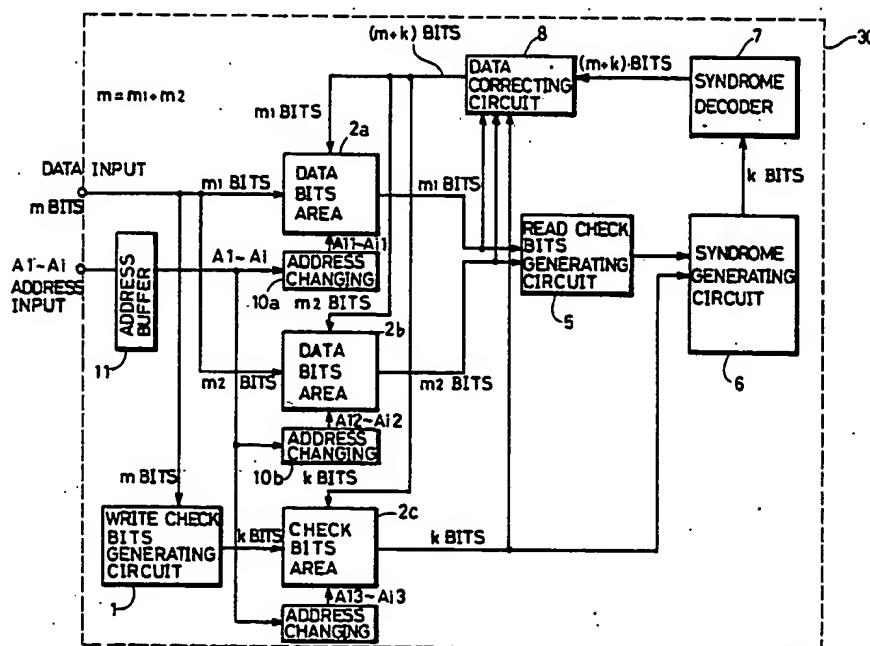 (m+k) BITS
8
7
30
DATA
CORRECTING
CIRCUIT
(m+k) BITS
SYNDROME
DECODER
m = m1 + m2
m1 BITS
2a
DATA INPUT
m BITS
m1 BITS
DATA
BITS
AREA
m1 BITS
k BITS
A1~Ai
ADDRESS
INPUT
ADDRESS
BUFFER
11
A1~Ai
A11~Ai1
ADDRESS
CHANGING
10a
READ CHECK
BITS
GENERATING
CIRCUIT
5
SYNDROME
GENERATING
CIRCUIT
6
m2 BITS
2b
m2 BITS
DATA
BITS
AREA
m2 BITS
A12~Ai2
ADDRESS
CHANGING
10b
k BITS
m BITS
2c
WRITE CHECK
BITS
GENERATING
CIRCUIT
1
k BITS
CHECK
BITS
AREA
k BITS
A13~Ai3
ADDRESS
CHANGING